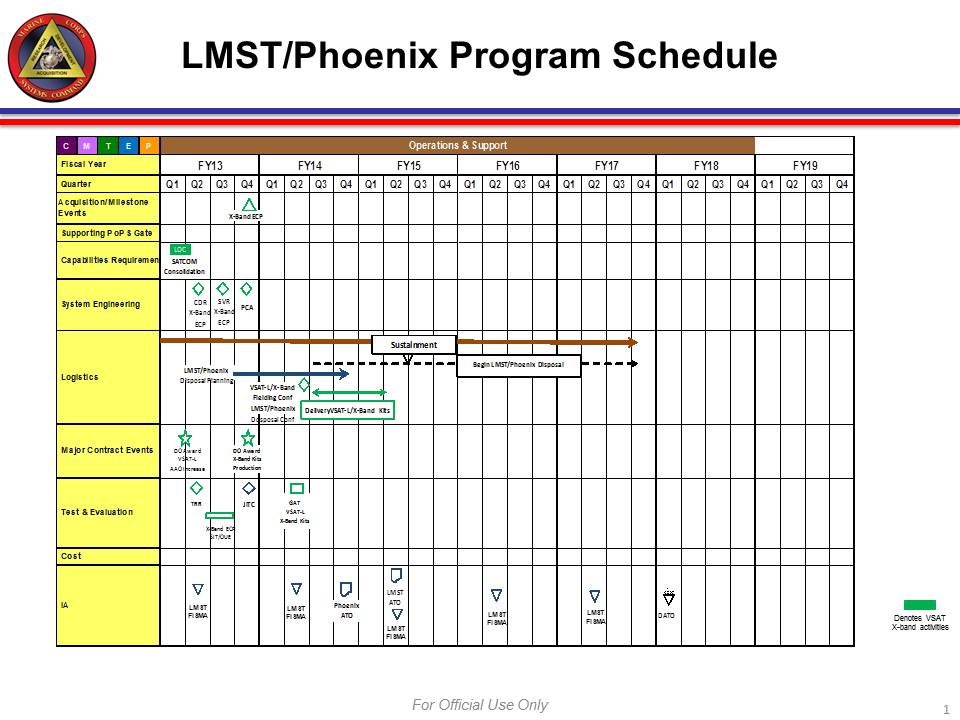 MARINE CORPS
RESEARCH DEVELOPMENT
ACQUISITION
SYSTEMS COMMAND
LMST/Phoenix Program Schedule
C M T E P Operations & Support
Fiscal Year FY13 FY14 FY15 FY16 FY17 FY18 FY19
Quarter Q1 Q2 Q3 Q4 Q1 Q2 Q3 Q4 Q1 Q2 Q3 Q4 Q1 Q2 Q3 Q4 Q1 Q2 Q3 Q4 Q1 Q2 Q3 Q4 Q1 Q2 Q3 Q4
Acquisition/Milestone
Events
X-Band ECP
Supporting PoPS Gate
Capabilities Requiremen
LOC
SATCOM
Consolidation
System Engineering
CDR
X-Band
ECP
SVR
X-Band
ECP
PCA
Logistics
Sustainment
Begin LMST/Phoenix Disposal
LMST/Phoenix
Disposal Planning
VSAT-L/X-Band
Fielding Conf
LMST/Phoenix
Dosposal Conf
DeliveryVSAT-L/X-Band Kits
Major Contract Events
DO Award
VSAT-L
AAO Increase
DO Award
X-Band Kits
Production
Test & Evaluation
TRR
X-Band ECP
SIT/OUE
JITC
GAT
VSAT-L
X-Band Kits
Cost
IA
LMST
FISMA
LMST
FISMA
Phoenix
ATO
LMST
ATO
LMST
FISMA
LMST
FISMA
LMST
FISMA
DATO
Denotes VSAT
X-band activities
For Official Use Only
1